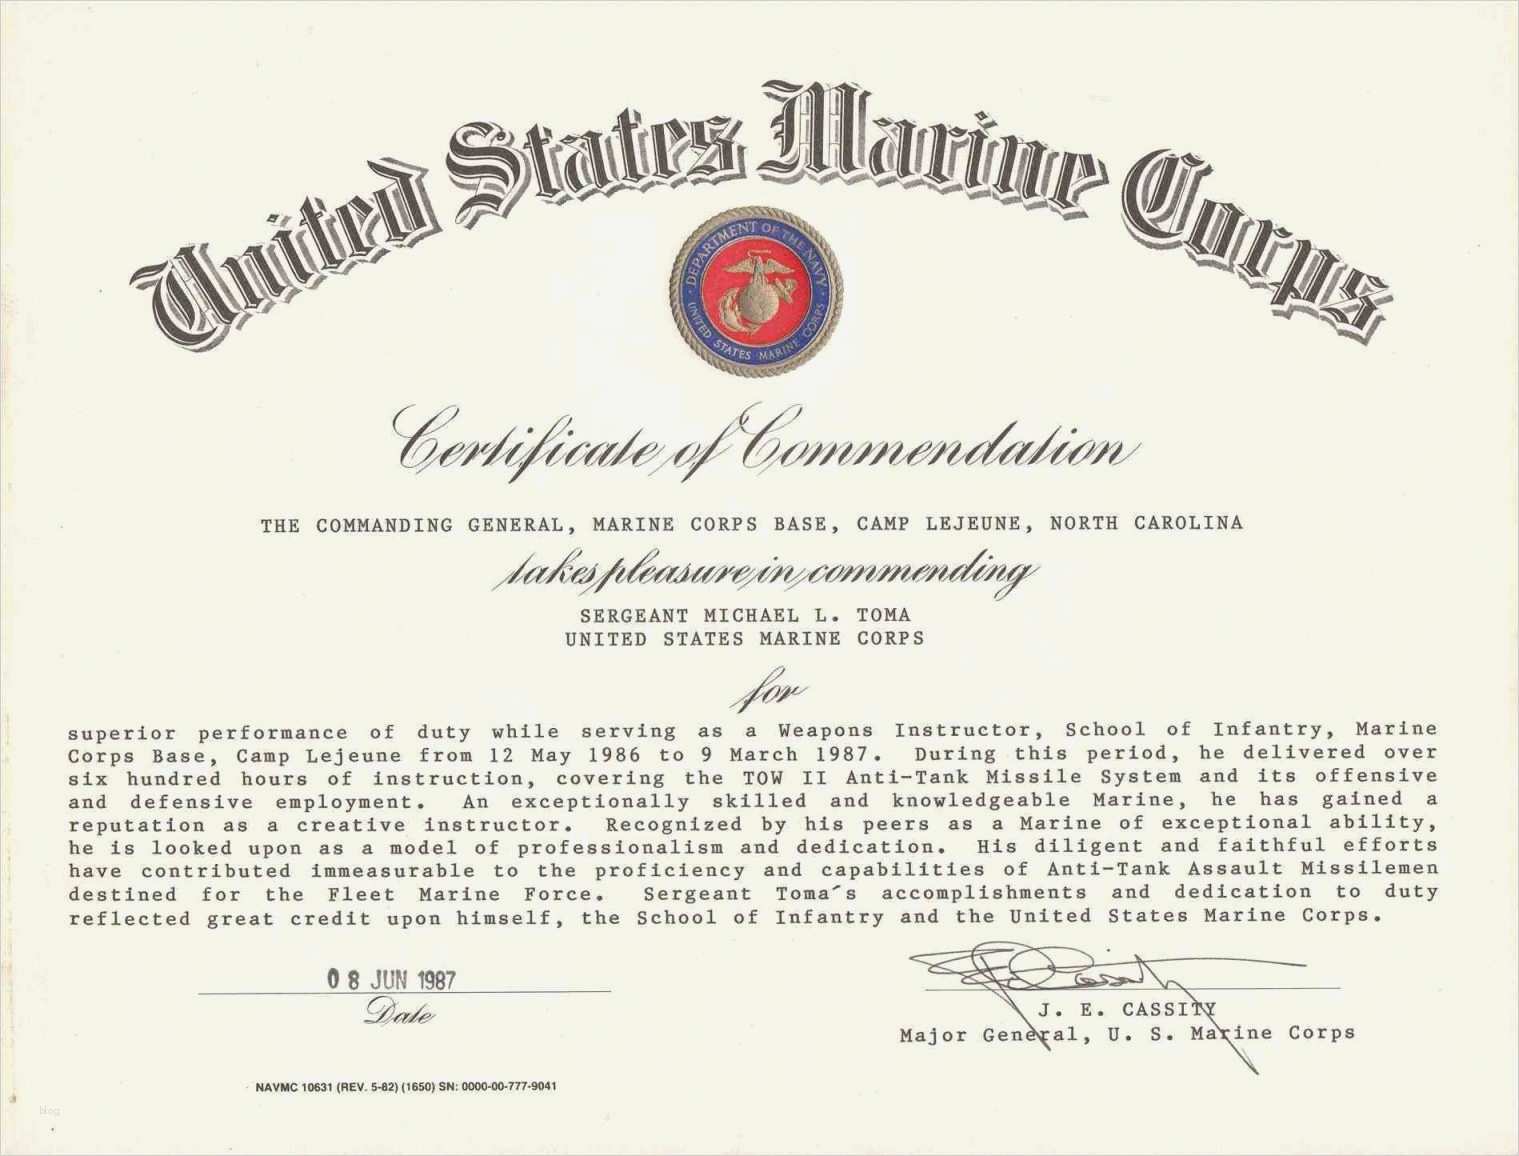 United States Marine Corps
DEPARTMENT OF THE NAVY
UNITED STATES MARINE CORPS
Certificate of Commendation
THE COMMANDING GENERAL, MARINE CORPS BASE, CAMP LEJEUNE, NORTH CAROLINA
takes pleasure in commending
SERGEANT MICHAEL L. TOMA
UNITED STATES MARINE CORPS
for
superior performance of duty while serving as a Weapons Instructor, School of Infantry, Marine
Corps Base, Camp Lejeune from 12 May 1986 to 9 March 1987. During this period, he delivered over
six hundred hours of instruction, covering the TOW II Anti-Tank Missile System and its offensive
and defensive employment. An exceptionally skilled and knowledgeable Marine, he has gained a
reputation as a creative instructor. Recognized by his peers as a Marine of exceptional ability,
he is looked upon as a model of professionalism and dedication. His diligent and faithful efforts
have contributed immeasurable to the proficiency and capabilities of Anti-Tank Assault Missilemen
destined for the Fleet Marine Force. Sergeant Toma´s accomplishments and dedication to duty
reflected great credit upon himself, the School of Infantry and the United States Marine Corps.
08 JUN 1987
Date
J E Cassity
J. E. CASSITY
Major General, U. S. Marine Corps
NAVMC 10631 (REV. 5-82) (1650) SN: 0000-00-777-9041
blog